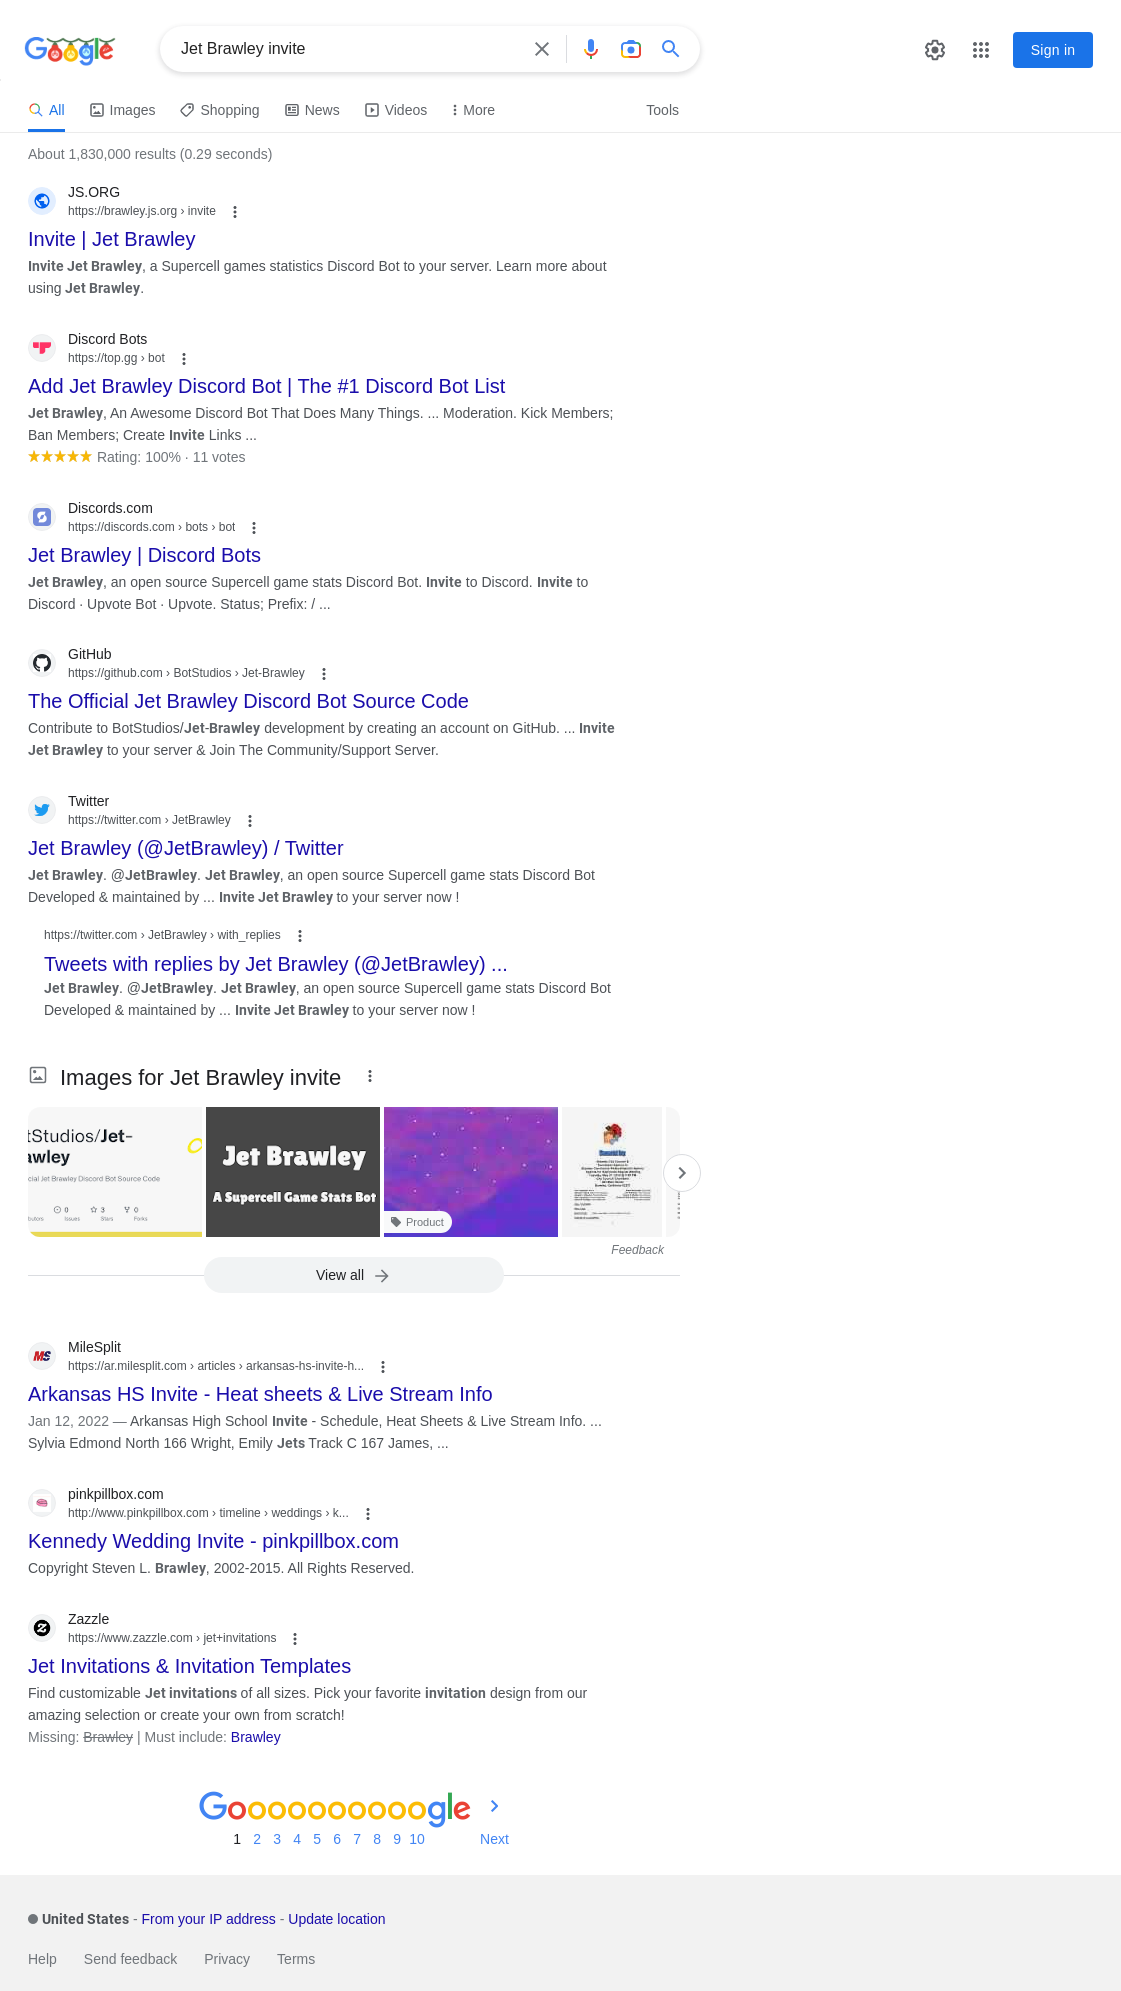 Google
Jet Brawley invite
Sign in
All Images Shopping News Videos More Tools
About 1,830,000 results (0.29 seconds)
JS.ORG
https://brawley.js.org › invite
Invite | Jet Brawley
Invite Jet Brawley, a Supercell games statistics Discord Bot to your server. Learn more about
using Jet Brawley.
Discord Bots
https://top.gg › bot
Add Jet Brawley Discord Bot | The #1 Discord Bot List
Jet Brawley, An Awesome Discord Bot That Does Many Things. ... Moderation. Kick Members;
Ban Members; Create Invite Links ...
Rating: 100% · 11 votes
Discords.com
https://discords.com › bots › bot
Jet Brawley | Discord Bots
Jet Brawley, an open source Supercell game stats Discord Bot. Invite to Discord. Invite to
Discord · Upvote Bot · Upvote. Status; Prefix: / ...
GitHub
https://github.com › BotStudios › Jet-Brawley
The Official Jet Brawley Discord Bot Source Code
Contribute to BotStudios/Jet-Brawley development by creating an account on GitHub. ... Invite
Jet Brawley to your server & Join The Community/Support Server.
Twitter
https://twitter.com › JetBrawley
Jet Brawley (@JetBrawley) / Twitter
Jet Brawley. @JetBrawley. Jet Brawley, an open source Supercell game stats Discord Bot
Developed & maintained by ... Invite Jet Brawley to your server now !
https://twitter.com › JetBrawley › with_replies
Tweets with replies by Jet Brawley (@JetBrawley) ...
Jet Brawley. @JetBrawley. Jet Brawley, an open source Supercell game stats Discord Bot
Developed & maintained by ... Invite Jet Brawley to your server now !
Images for Jet Brawley invite
tStudios/Jet-
awley
cial Jet Brawley Discord Bot Source Code
0 3 0
butors Issues Stars Forks
Jet Brawley
A Supercell Game Stats Bot
Product
Feedback
View all
MileSplit
MS
https://ar.milesplit.com › articles › arkansas-hs-invite-h...
Arkansas HS Invite - Heat sheets & Live Stream Info
Jan 12, 2022 — Arkansas High School Invite - Schedule, Heat Sheets & Live Stream Info. ...
Sylvia Edmond North 166 Wright, Emily Jets Track C 167 James, ...
pinkpillbox.com
http://www.pinkpillbox.com › timeline › weddings › k...
Kennedy Wedding Invite - pinkpillbox.com
Copyright Steven L. Brawley, 2002-2015. All Rights Reserved.
Zazzle
https://www.zazzle.com › jet+invitations
Jet Invitations & Invitation Templates
Find customizable Jet invitations of all sizes. Pick your favorite invitation design from our
amazing selection or create your own from scratch!
Missing: Brawley | Must include: Brawley
Goooooooooogle
1 2 3 4 5 6 7 8 9 10 Next
United States - From your IP address - Update location
Help Send feedback Privacy Terms